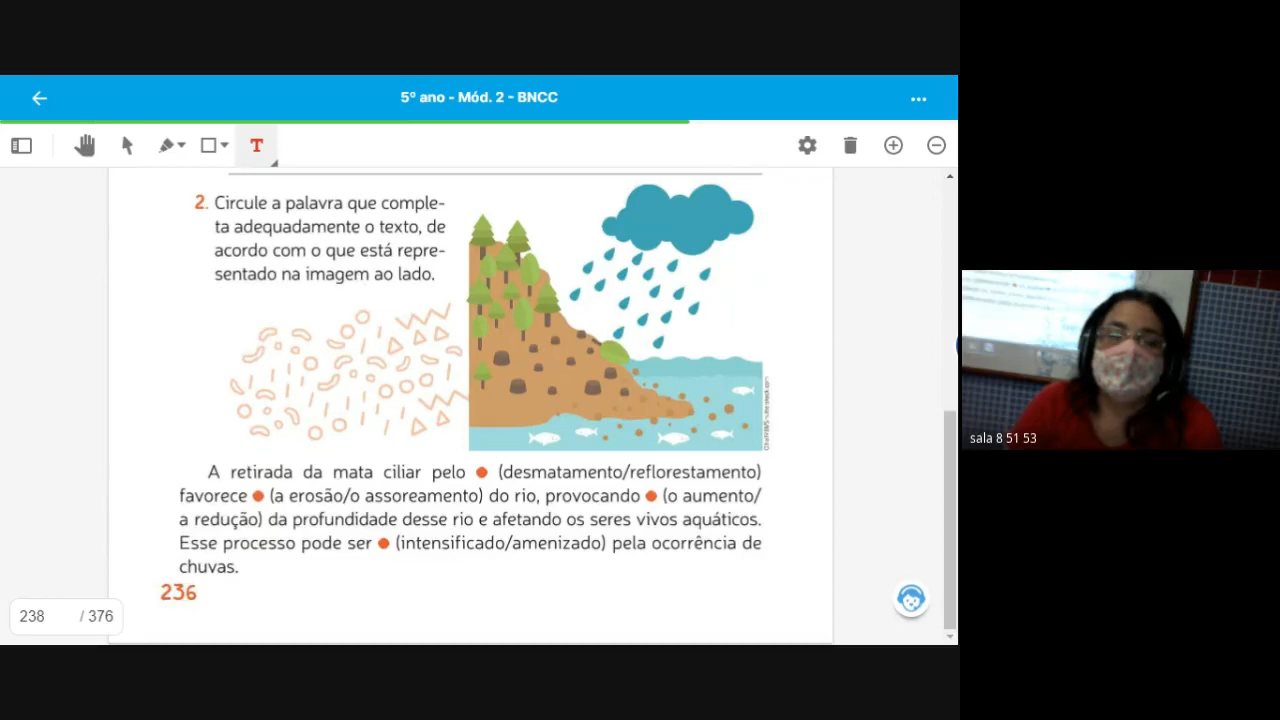 5º ano - Mód. 2 - BNCC
T
2. Circule a palavra que comple-
ta adequadamente o texto, de
acordo com o que está repre-
sentado na imagem ao lado.
A retirada da mata ciliar pelo ● (desmatamento/reflorestamento)
favorece ● (a erosão/o assoreamento) do rio, provocando ● (o aumento/
a redução) da profundidade desse rio e afetando os seres vivos aquáticos.
Esse processo pode ser ● (intensificado/amenizado) pela ocorrência de
chuvas.
236
238 / 376
sala 8 51 53